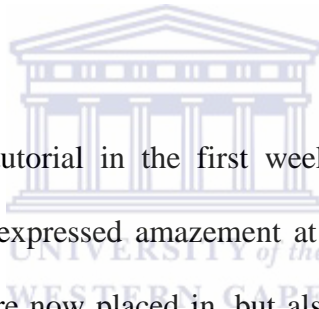 tutorial in the first week
expressed amazement at
UNIVERSITY of the
re now placed in, but als
WESTERN CAPE